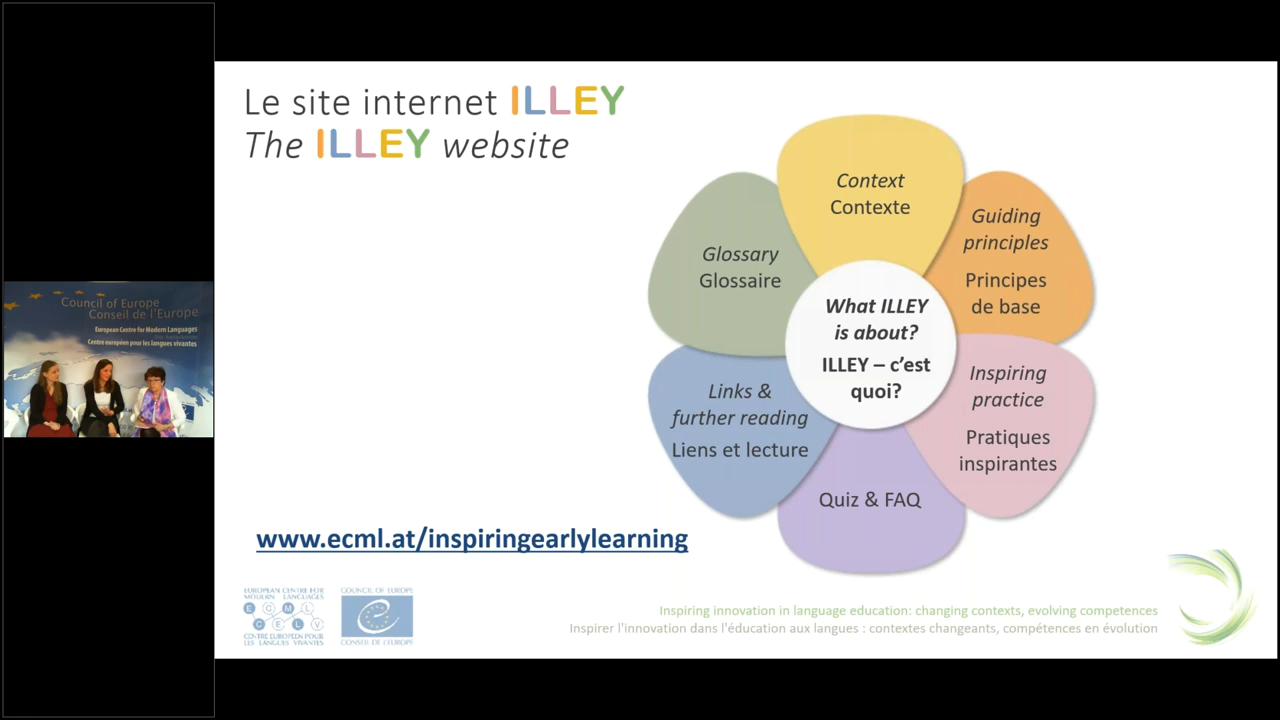 Le site internet ILLEY
The ILLEY website
Context
Contexte
Guiding
principles
Principes
de base
Glossary
Glossaire
What ILLEY
is about?
ILLEY – c'est
quoi?
Inspiring
practice
Pratiques
inspirantes
Links &
further reading
Liens et lecture
Quiz & FAQ
www.ecml.at/inspiringearlylearning
Council of Europe
Conseil de l'Europe
European Centre for Modern Languages
Centre européen pour les langues vivantes
EUROPEAN CENTRE FOR
MODERN LANGUAGES
E C M L
C E L V
CENTRE EUROPEEN POUR
LES LANGUES VIVANTES
COUNCIL OF EUROPE
CONSEIL DE L'EUROPE
Inspiring innovation in language education: changing contexts, evolving competences
Inspirer l'innovation dans l'éducation aux langues : contextes changeants, compétences en évolution